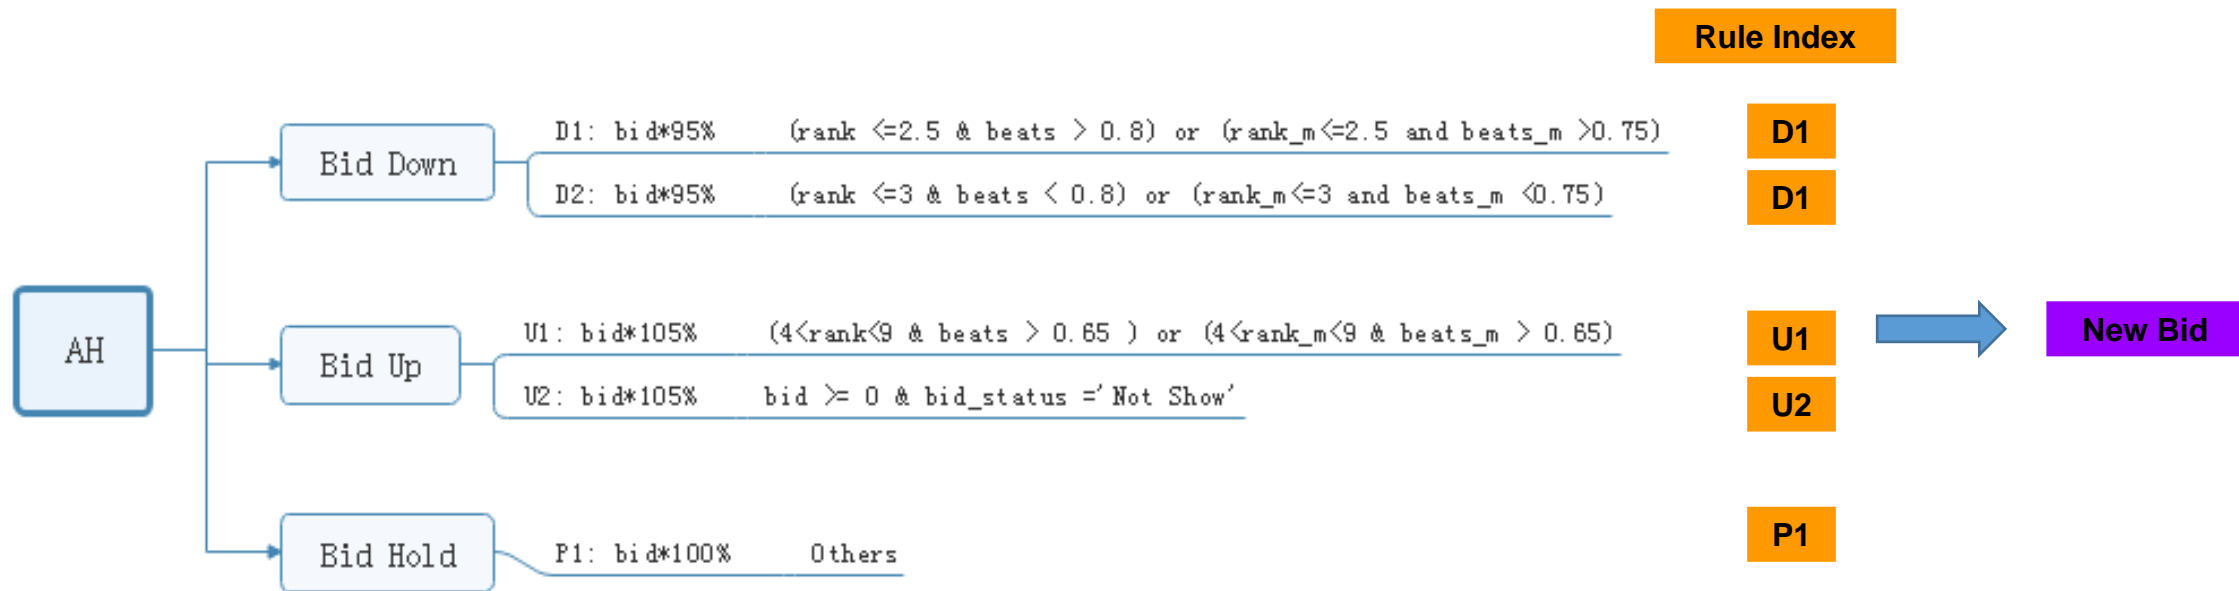 Rule Index
D1: bid*95% (rank <=2.5 & beats > 0.8) or (rank_m<=2.5 and beats_m >0.75)
D1
Bid Down
D2: bid*95% (rank <=3 & beats < 0.8) or (rank_m<=3 and beats_m <0.75)
D1
AH
U1: bid*105% (4<rank<9 & beats > 0.65 ) or (4<rank_m<9 & beats_m > 0.65)
U1
New Bid
Bid Up
U2: bid*105% bid >= 0 & bid_status ='Not Show'
U2
Bid Hold
P1: bid*100% Others
P1